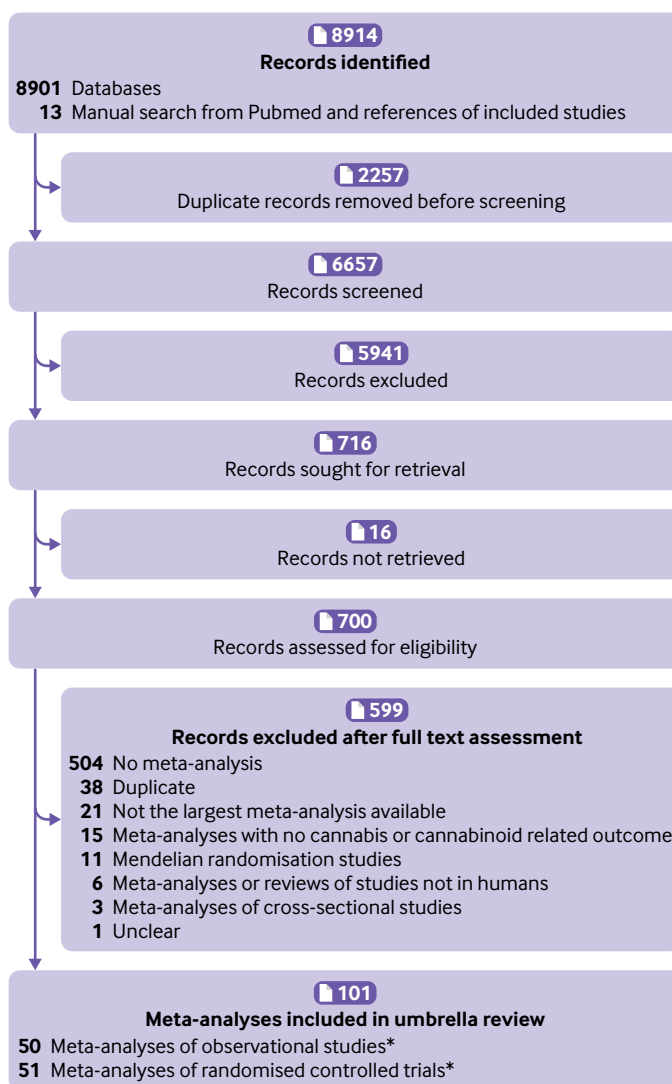 8914
Records identified
8901 Databases
13 Manual search from Pubmed and references of included studies
2257
Duplicate records removed before screening
6657
Records screened
5941
Records excluded
716
Records sought for retrieval
16
Records not retrieved
700
Records assessed for eligibility
599
Records excluded after full text assessment
504 No meta-analysis
38 Duplicate
21 Not the largest meta-analysis available
15 Meta-analyses with no cannabis or cannabinoid related outcome
11 Mendelian randomisation studies
6 Meta-analyses or reviews of studies not in humans
3 Meta-analyses of cross-sectional studies
1 Unclear
101
Meta-analyses included in umbrella review
50 Meta-analyses of observational studies*
51 Meta-analyses of randomised controlled trials*